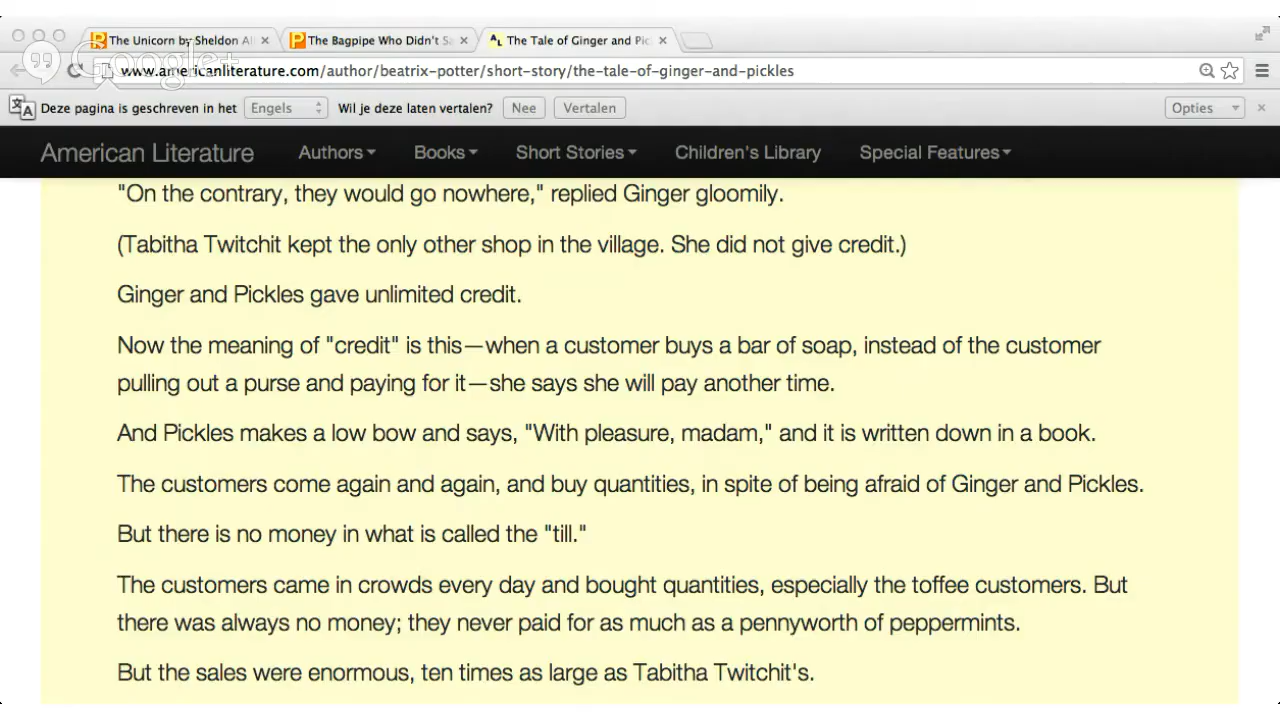 The Unicorn by Sheldon Al
The Bagpipe Who Didn't Sa
The Tale of Ginger and Pic
Google+
www.americanliterature.com/author/beatrix-potter/short-story/the-tale-of-ginger-and-pickles
Deze pagina is geschreven in het Engels Wil je deze laten vertalen? Nee Vertalen Opties
American Literature Authors Books Short Stories Children's Library Special Features
"On the contrary, they would go nowhere," replied Ginger gloomily.
(Tabitha Twitchit kept the only other shop in the village. She did not give credit.)
Ginger and Pickles gave unlimited credit.
Now the meaning of "credit" is this—when a customer buys a bar of soap, instead of the customer
pulling out a purse and paying for it—she says she will pay another time.
And Pickles makes a low bow and says, "With pleasure, madam," and it is written down in a book.
The customers come again and again, and buy quantities, in spite of being afraid of Ginger and Pickles.
But there is no money in what is called the "till."
The customers came in crowds every day and bought quantities, especially the toffee customers. But
there was always no money; they never paid for as much as a pennyworth of peppermints.
But the sales were enormous, ten times as large as Tabitha Twitchit's.